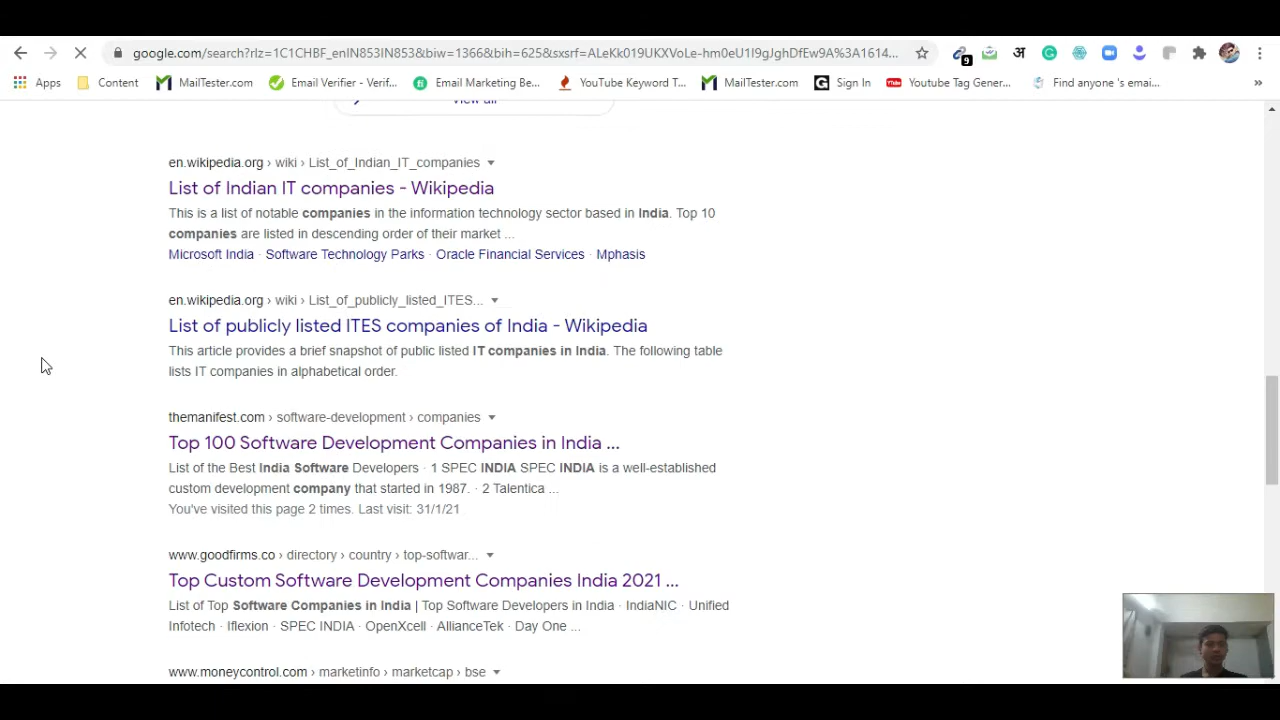 google.com/search?rlz=1C1CHBF_enIN853IN853&biw=1366&bih=625&sxsrf=ALeKk019UKXVoLe-hm0eU1I9gJghDfEw9A%3A1614...
9
अ
Apps
Content
MailTester.com
Email Verifier - Verif...
Email Marketing Be...
YouTube Keyword T...
MailTester.com
Sign In
Youtube Tag Gener...
Find anyone 's emai...
»
View all
en.wikipedia.org › wiki › List_of_Indian_IT_companies
List of Indian IT companies - Wikipedia
This is a list of notable companies in the information technology sector based in India. Top 10
companies are listed in descending order of their market ...
Microsoft India · Software Technology Parks · Oracle Financial Services · Mphasis
en.wikipedia.org › wiki › List_of_publicly_listed_ITES...
List of publicly listed ITES companies of India - Wikipedia
This article provides a brief snapshot of public listed IT companies in India. The following table
lists IT companies in alphabetical order.
themanifest.com › software-development › companies
Top 100 Software Development Companies in India ...
List of the Best India Software Developers · 1 SPEC INDIA SPEC INDIA is a well-established
custom development company that started in 1987. · 2 Talentica ...
You've visited this page 2 times. Last visit: 31/1/21
www.goodfirms.co › directory › country › top-softwar...
Top Custom Software Development Companies India 2021 ...
List of Top Software Companies in India | Top Software Developers in India · IndiaNIC · Unified
Infotech · Iflexion · SPEC INDIA · OpenXcell · AllianceTek · Day One ...
www.moneycontrol.com › marketinfo › marketcap › bse